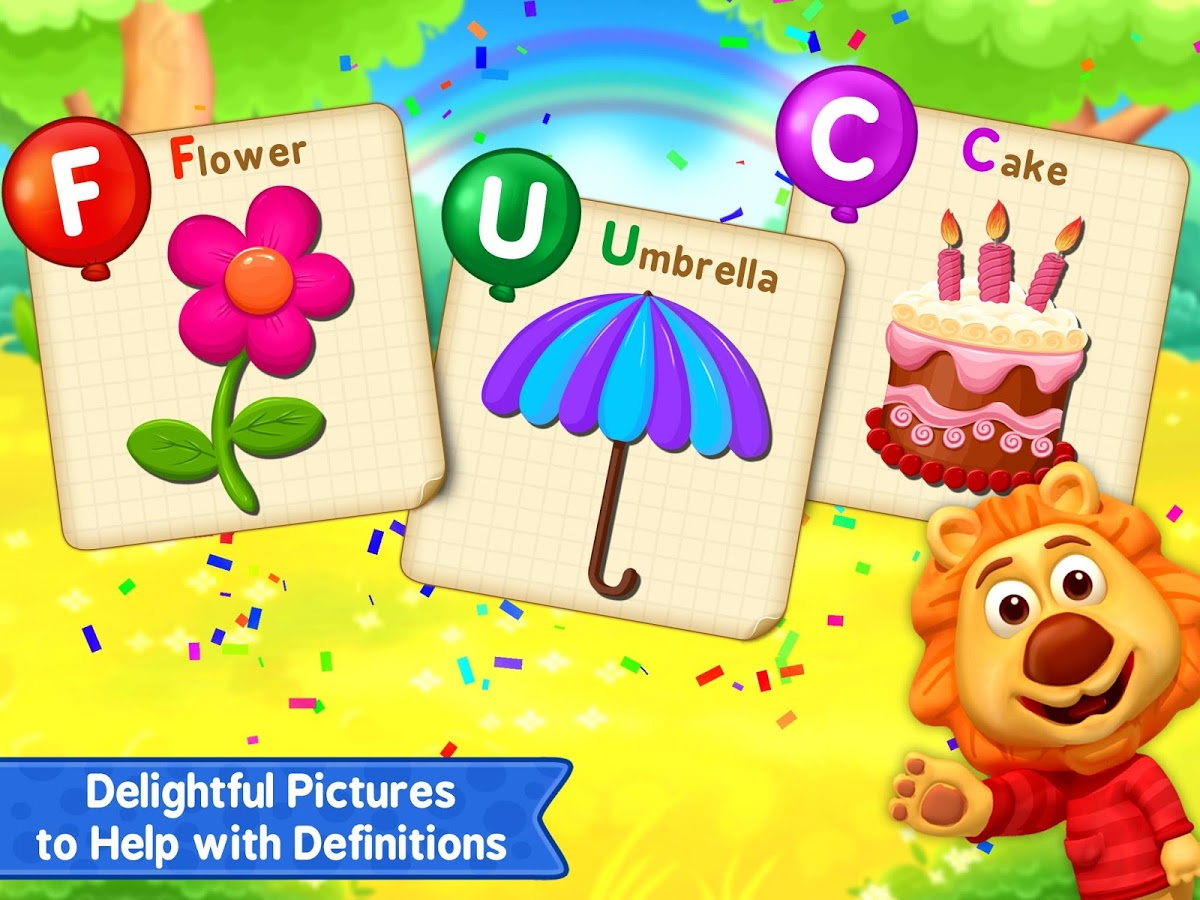 F
Flower
U
Umbrella
C
Cake
Delightful Pictures
to Help with Definitions